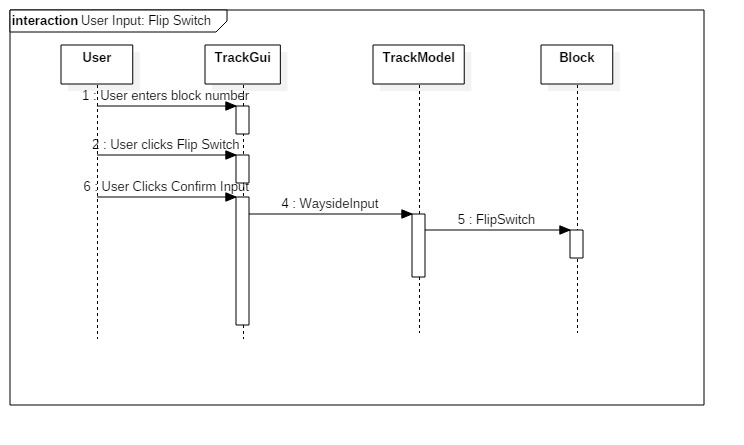 interaction User Input: Flip Switch
User TrackGui TrackModel Block
1 : User enters block number
2 : User clicks Flip Switch
6 : User Clicks Confirm Input
4 : WaysideInput
5 : FlipSwitch